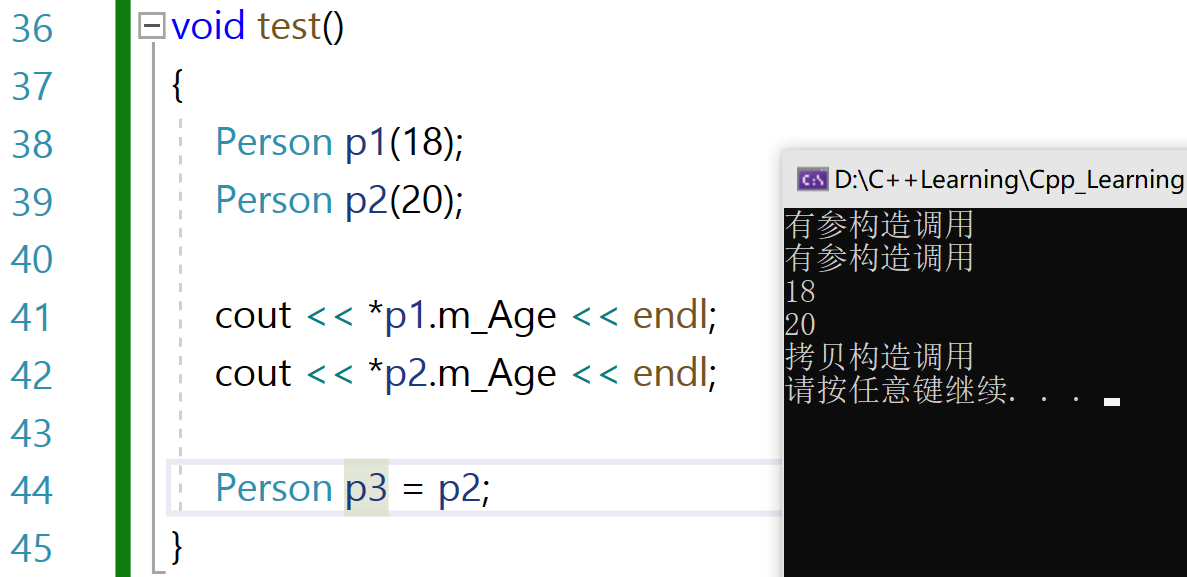 36 void test()
37 {
38 Person p1(18);
39 Person p2(20);
40
41 cout << *p1.m_Age << endl;
42 cout << *p2.m_Age << endl;
43
44 Person p3 = p2;
45 }
D:\C++Learning\Cpp_Learning
有参构造调用
有参构造调用
18
20
拷贝构造调用
请按任意键继续. . .